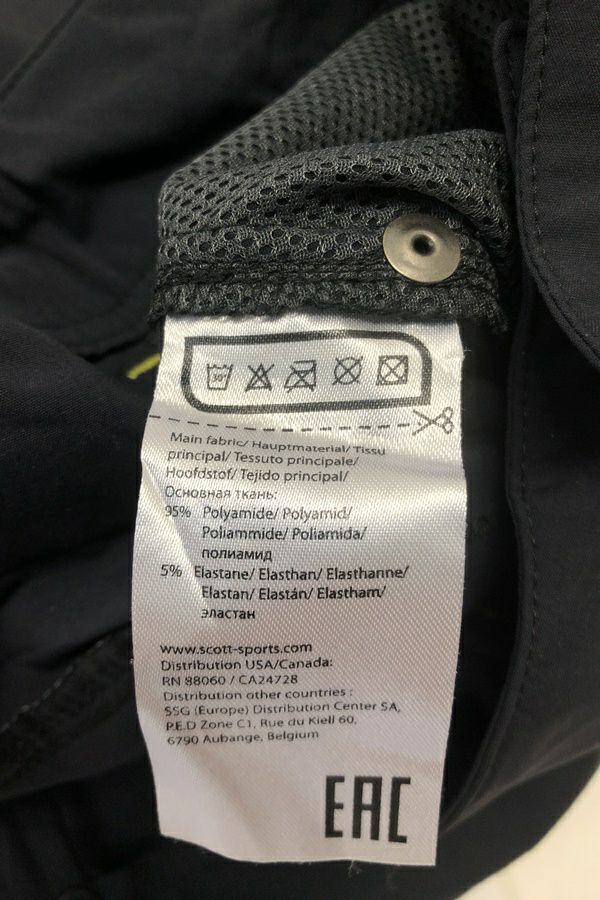 30
Main fabric/ Hauptmaterial/ Tissu
principal/ Tessuto principale/
Hoofdstof/ Tejido principal/
Основная ткань:
95% Polyamide/ Polyamid/
Poliammide/ Poliamida/
полиамид
5% Elastane/ Elasthan/ Elasthanne/
Elastan/ Elastán/ Elastham/
эластан
www.scott-sports.com
Distribution USA/Canada:
RN 88060 / CA24728
Distribution other countries :
SSG (Europe) Distribution Center SA,
P.E.D Zone C1, Rue du Kiell 60,
6790 Aubange, Belgium
EAC